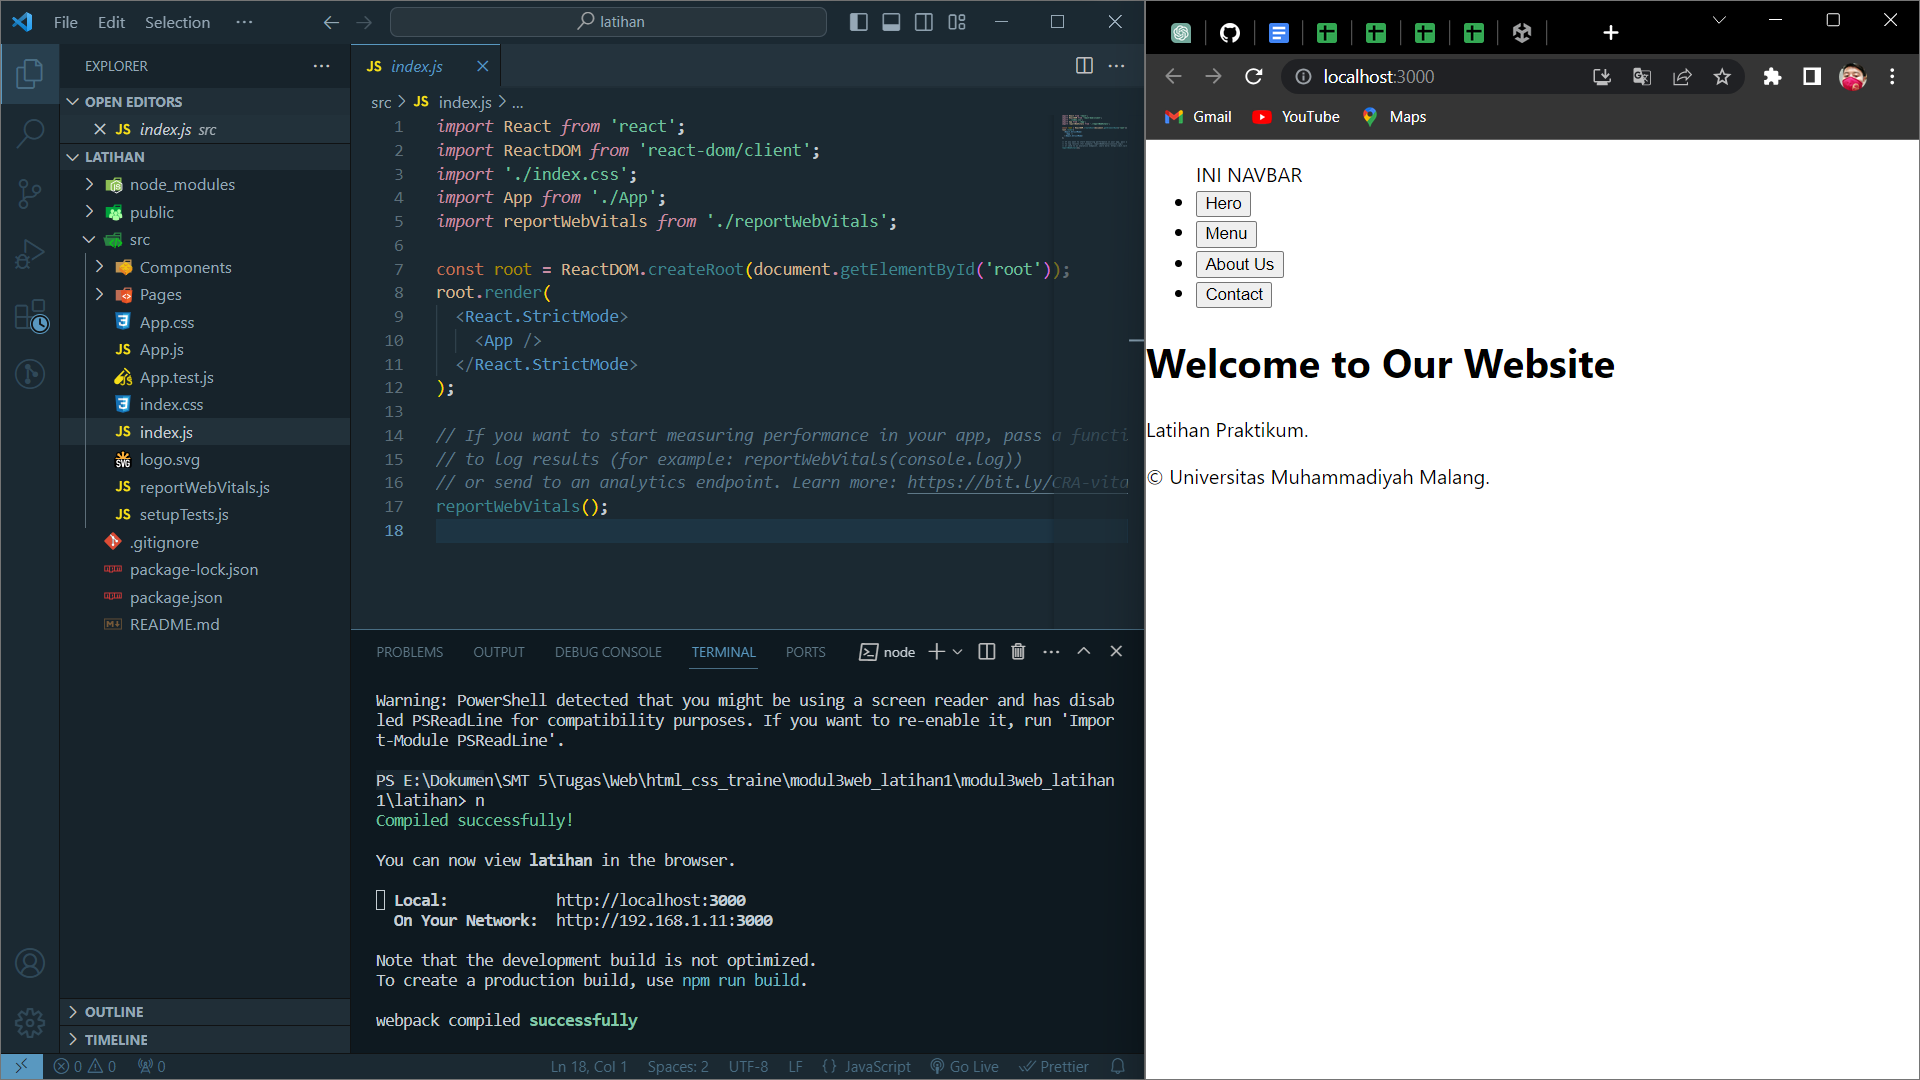 File Edit Selection ···
latihan
EXPLORER
OPEN EDITORS
JS index.js src
LATIHAN
node_modules
public
src
Components
Pages
App.css
JS App.js
App.test.js
index.css
JS index.js
SVG logo.svg
JS reportWebVitals.js
JS setupTests.js
.gitignore
package-lock.json
package.json
README.md
OUTLINE
TIMELINE
JS index.js
src > JS index.js > ...
1 import React from 'react';
2 import ReactDOM from 'react-dom/client';
3 import './index.css';
4 import App from './App';
5 import reportWebVitals from './reportWebVitals';
6
7 const root = ReactDOM.createRoot(document.getElementById('root'));
8 root.render(
9 <React.StrictMode>
10 <App />
11 </React.StrictMode>
12 );
13
14 // If you want to start measuring performance in your app, pass a functi
15 // to log results (for example: reportWebVitals(console.log))
16 // or send to an analytics endpoint. Learn more: https://bit.ly/CRA-vita
17 reportWebVitals();
18
PROBLEMS OUTPUT DEBUG CONSOLE TERMINAL PORTS node
Warning: PowerShell detected that you might be using a screen reader and has disab
led PSReadLine for compatibility purposes. If you want to re-enable it, run 'Impor
t-Module PSReadLine'.
PS E:\Dokumen\SMT 5\Tugas\Web\html_css_traine\modul3web_latihan1\modul3web_latihan
1\latihan> n
Compiled successfully!
You can now view latihan in the browser.
Local: http://localhost:3000
On Your Network: http://192.168.1.11:3000
Note that the development build is not optimized.
To create a production build, use npm run build.
webpack compiled successfully
0 0 0
Ln 18, Col 1 Spaces: 2 UTF-8 LF {} JavaScript Go Live Prettier
localhost:3000
Gmail YouTube Maps
INI NAVBAR
Hero
Menu
About Us
Contact
Welcome to Our Website
Latihan Praktikum.
© Universitas Muhammadiyah Malang.